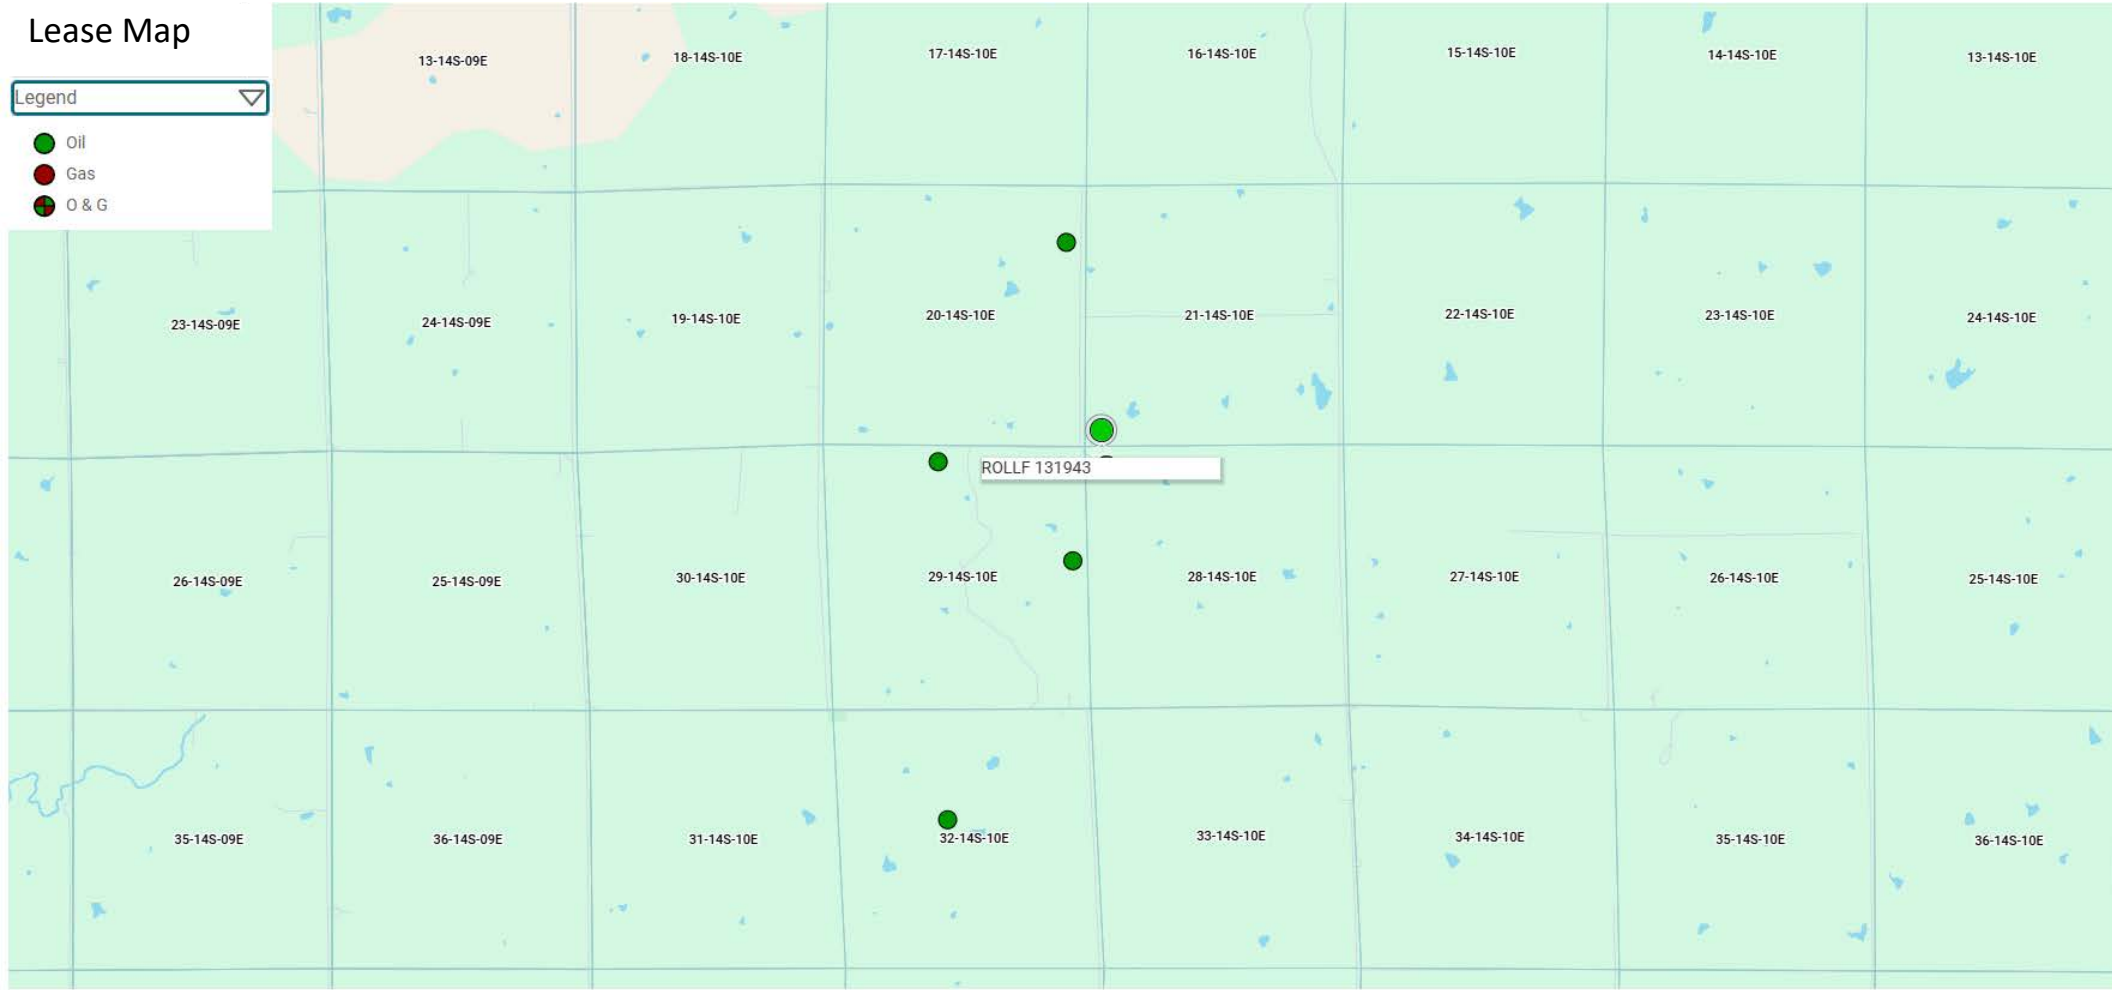 Lease Map
Legend
Oil
Gas
O & G
13-14S-09E
18-14S-10E
17-14S-10E
16-14S-10E
15-14S-10E
14-14S-10E
13-14S-10E
23-14S-09E
24-14S-09E
19-14S-10E
20-14S-10E
21-14S-10E
22-14S-10E
23-14S-10E
24-14S-10E
ROLLF 131943
26-14S-09E
25-14S-09E
30-14S-10E
29-14S-10E
28-14S-10E
27-14S-10E
26-14S-10E
25-14S-10E
35-14S-09E
36-14S-09E
31-14S-10E
32-14S-10E
33-14S-10E
34-14S-10E
35-14S-10E
36-14S-10E